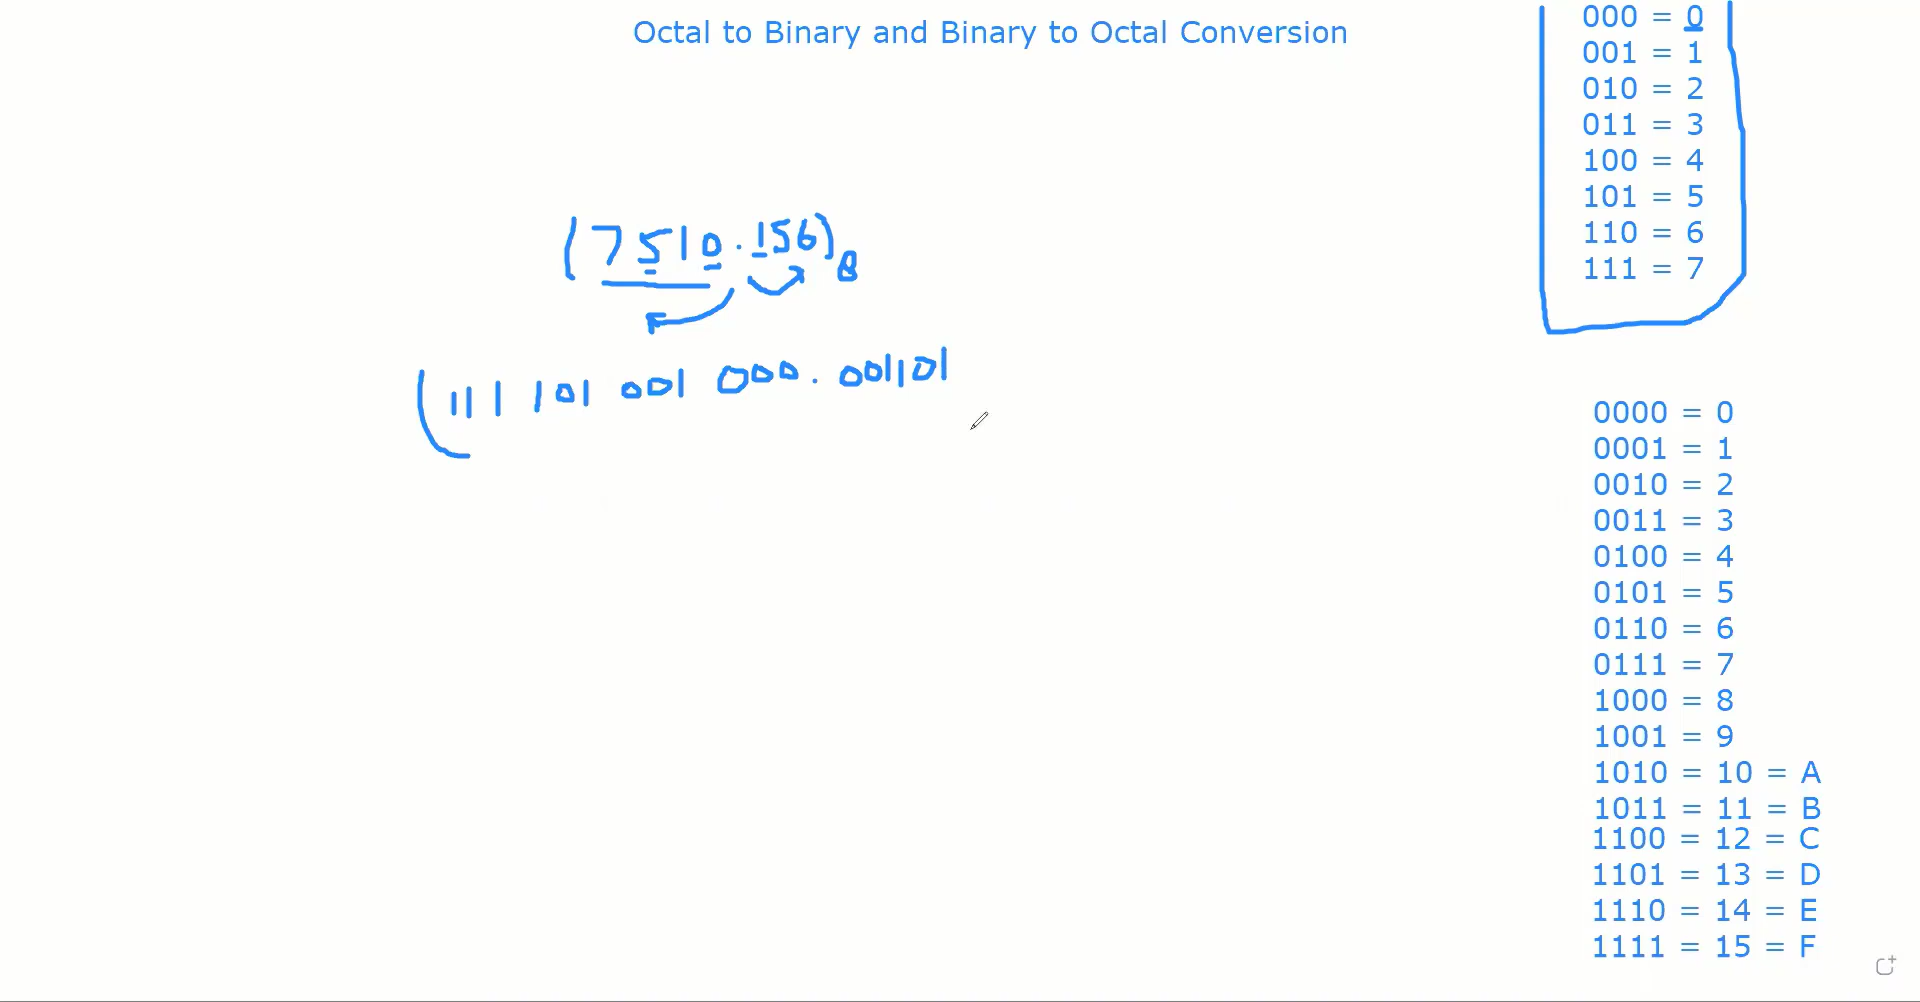 Octal to Binary and Binary to Octal Conversion
(7510.156)8
(111 101 001 000.001101
000 = 0
001 = 1
010 = 2
011 = 3
100 = 4
101 = 5
110 = 6
111 = 7
0000 = 0
0001 = 1
0010 = 2
0011 = 3
0100 = 4
0101 = 5
0110 = 6
0111 = 7
1000 = 8
1001 = 9
1010 = 10 = A
1011 = 11 = B
1100 = 12 = C
1101 = 13 = D
1110 = 14 = E
1111 = 15 = F